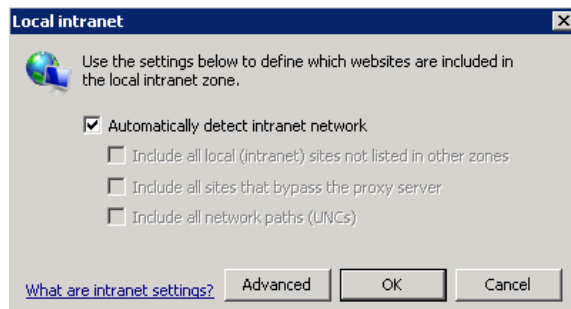 Local intranet
Use the settings below to define which websites are included in
the local intranet zone.
Automatically detect intranet network
Include all local (intranet) sites not listed in other zones
Include all sites that bypass the proxy server
Include all network paths (UNCs)
What are intranet settings? Advanced OK Cancel